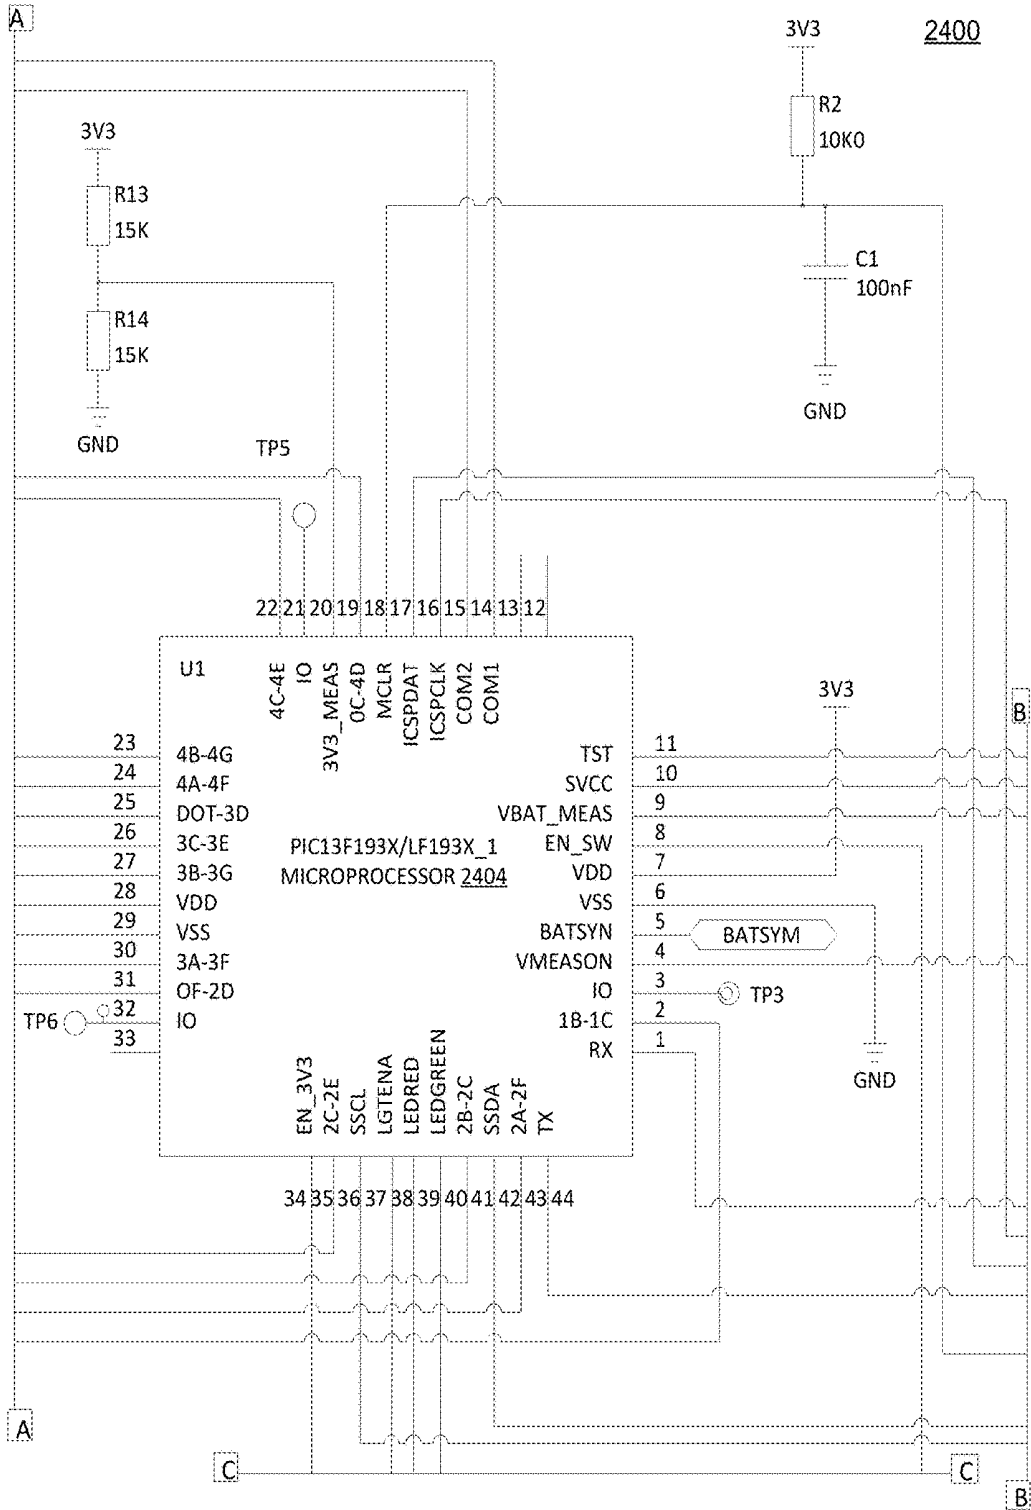 A
2400
3V3
R2
10K0
3V3
R13
15K
C1
100nF
R14
15K
GND
GND
TP5
22 21 20 19 18 17 16 15 14 13 12
U1
4C-4E
IO
3V3_MEAS
0C-4D
MCLR
ICSPDAT
ICSPCLK
COM2
COM1
3V3
B
23 4B-4G
24 4A-4F
25 DOT-3D
26 3C-3E
27 3B-3G
28 VDD
29 VSS
30 3A-3F
31 OF-2D
TP6 32 IO
33
PIC13F193X/LF193X_1
MICROPROCESSOR 2404
TST 11
SVCC 10
VBAT_MEAS 9
EN_SW 8
VDD 7
VSS 6
BATSYN 5 BATSYM
VMEASON 4
IO 3 TP3
1B-1C 2
RX 1
GND
EN_3V3
2C-2E
SSCL
LGTENA
LEDRED
LEDGREEN
2B-2C
SSDA
2A-2F
TX
34 35 36 37 38 39 40 41 42 43 44
A
C
C
B